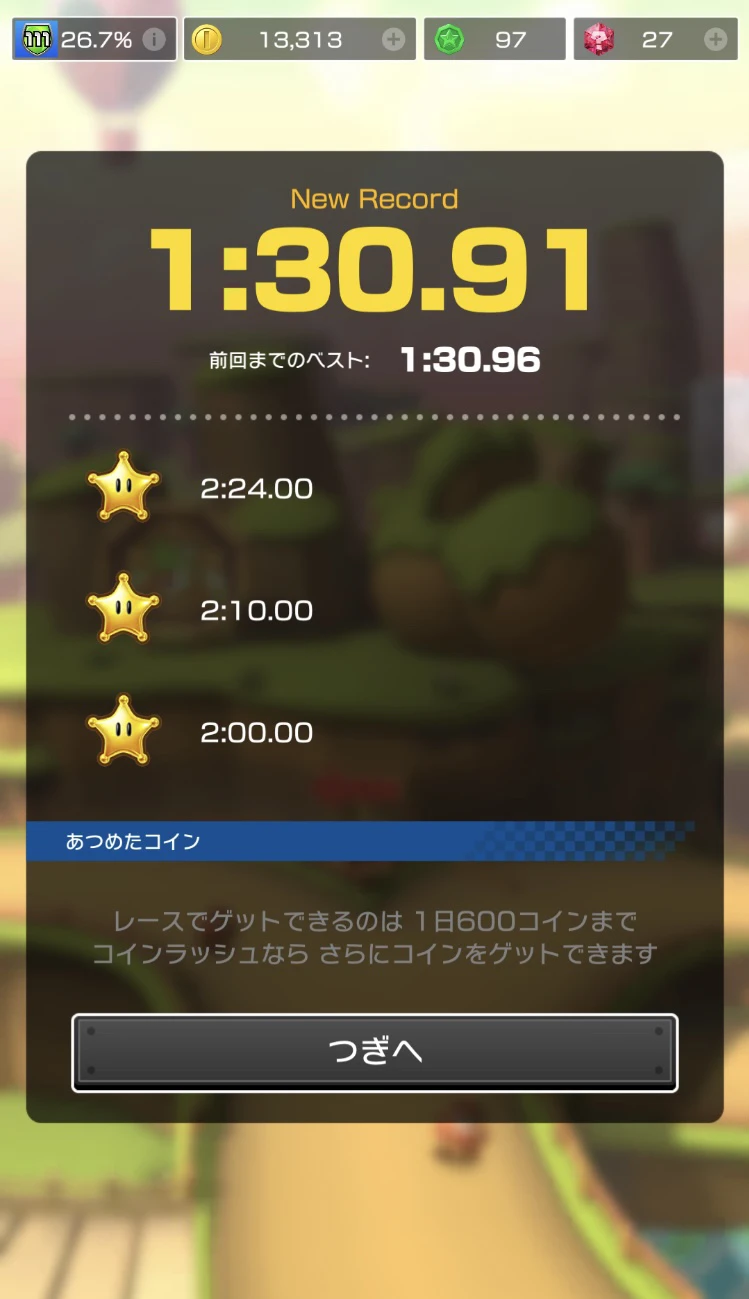 111 26.7% i 13,313 + 97 27 +
New Record
1:30.91
前回までのベスト: 1:30.96
2:24.00
2:10.00
2:00.00
あつめたコイン
レースでゲットできるのは 1日600コインまで
コインラッシュなら さらにコインをゲットできます
つぎへ